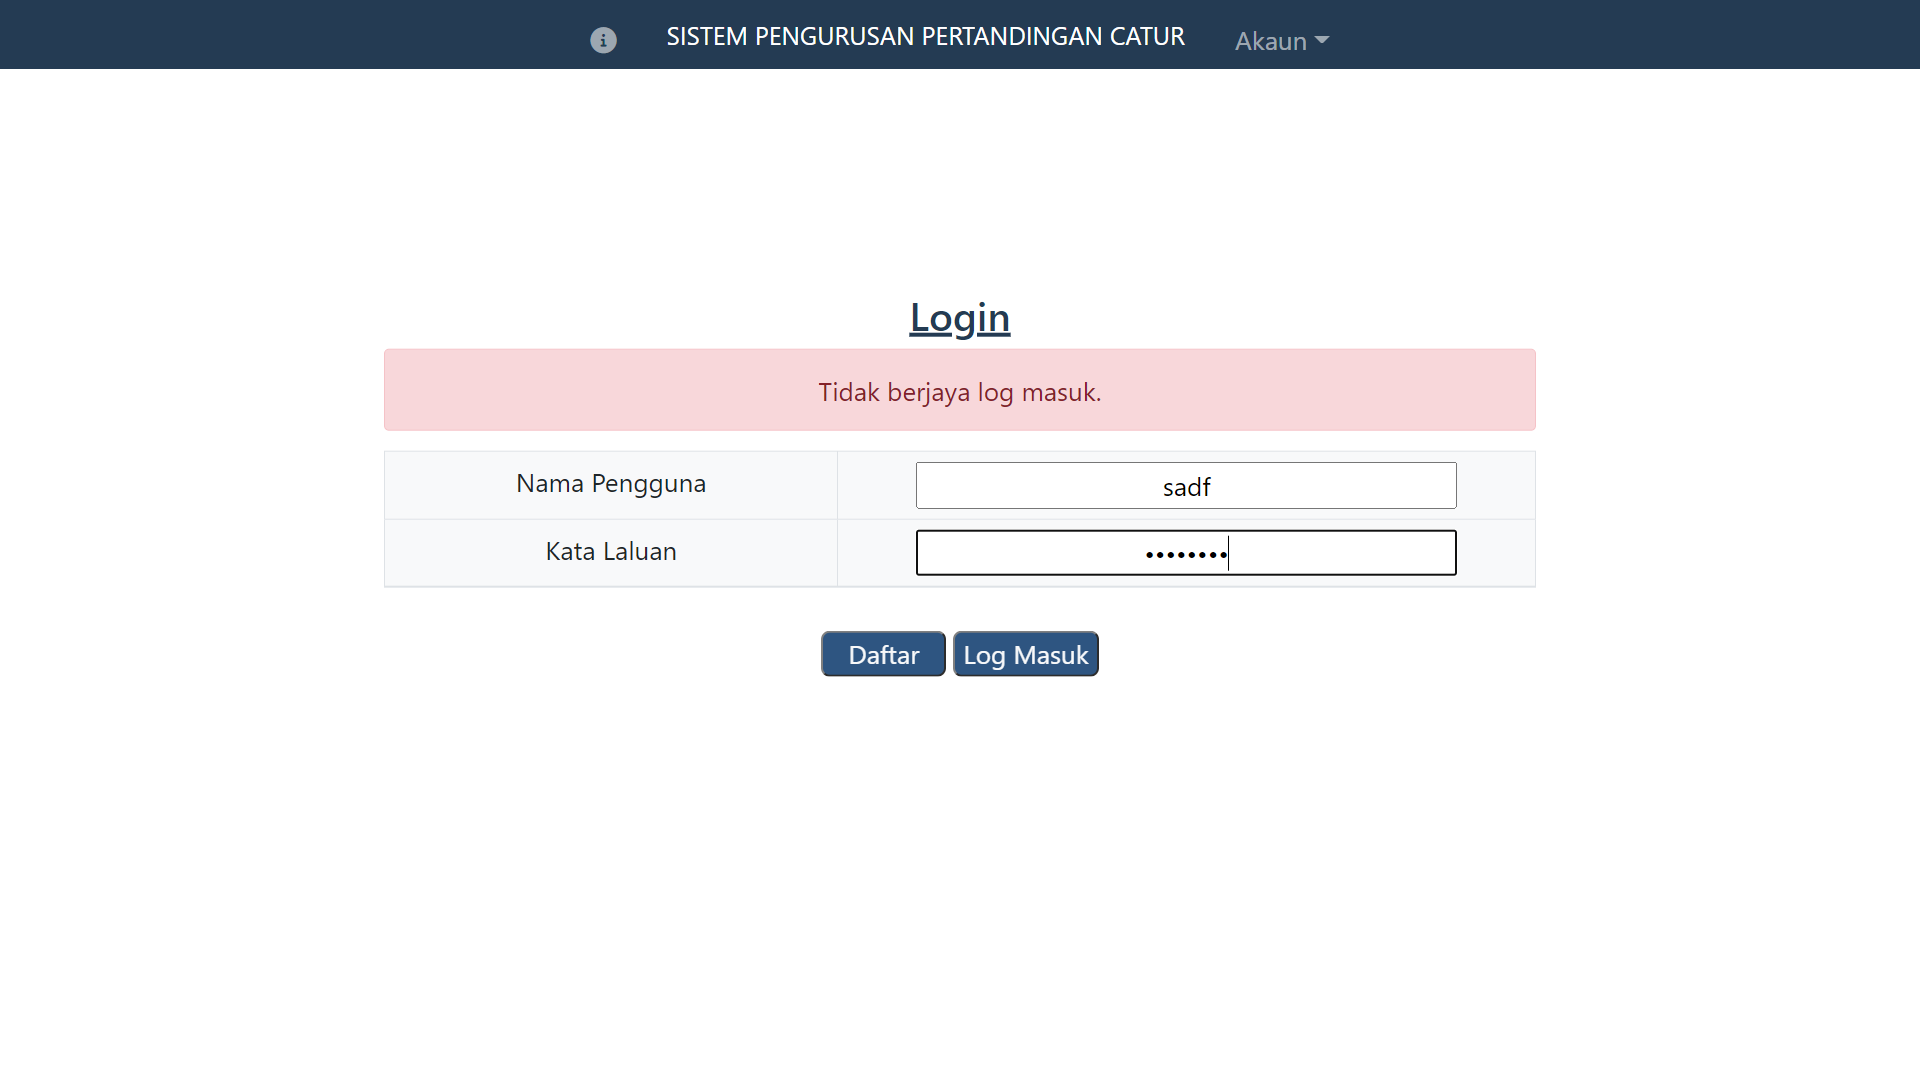 SISTEM PENGURUSAN PERTANDINGAN CATUR
Akaun
Login
Tidak berjaya log masuk.
Nama Pengguna
sadf
Kata Laluan
••••••••
Daftar
Log Masuk